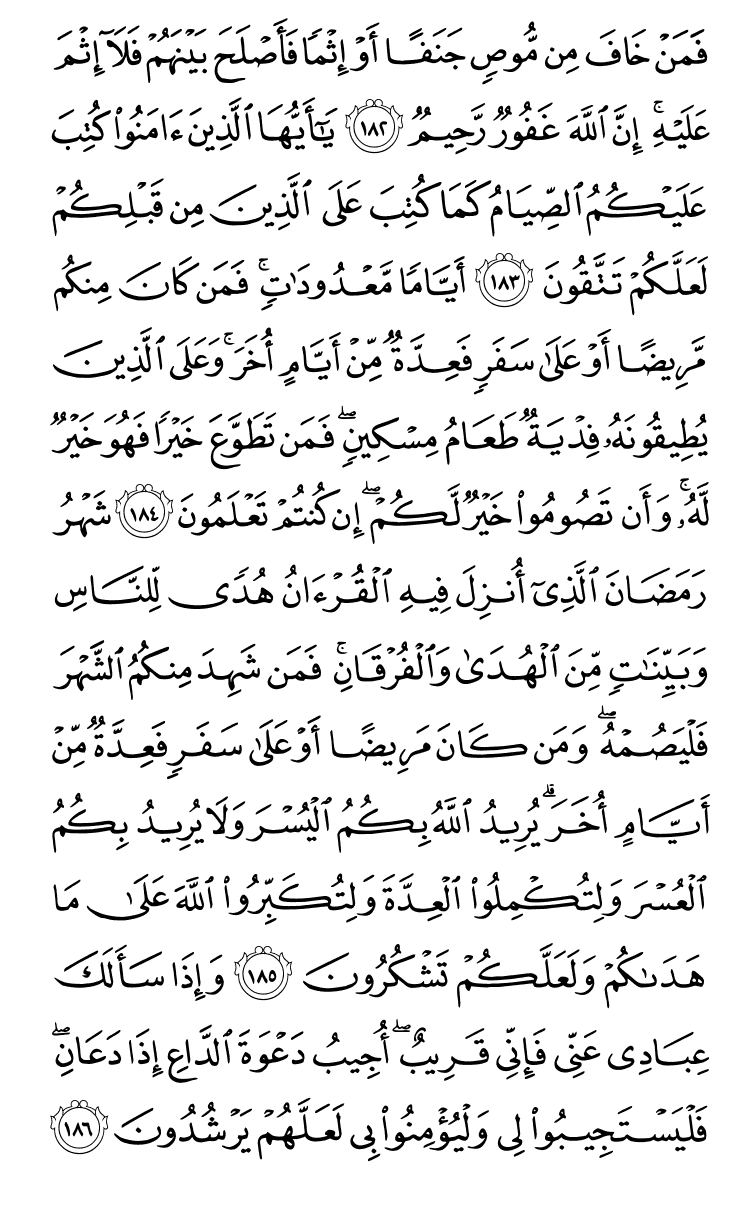 فَمَنْ خَافَ مِن مُّوصٍ جَنَفًا أَوْ إِثْمًا فَأَصْلَحَ بَيْنَهُمْ فَلَآ إِثْمَ
عَلَيْهِ ۚ إِنَّ ٱللَّهَ غَفُورٌ رَّحِيمٌ ١٨٢ يَٰٓأَيُّهَا ٱلَّذِينَ ءَامَنُوا۟ كُتِبَ
عَلَيْكُمُ ٱلصِّيَامُ كَمَا كُتِبَ عَلَى ٱلَّذِينَ مِن قَبْلِكُمْ
لَعَلَّكُمْ تَتَّقُونَ ١٨٣ أَيَّامًا مَّعْدُودَٰتٍ ۚ فَمَن كَانَ مِنكُم
مَّرِيضًا أَوْ عَلَىٰ سَفَرٍ فَعِدَّةٌ مِّنْ أَيَّامٍ أُخَرَ ۚ وَعَلَى ٱلَّذِينَ
يُطِيقُونَهُۥ فِدْيَةٌ طَعَامُ مِسْكِينٍ ۖ فَمَن تَطَوَّعَ خَيْرًا فَهُوَ خَيْرٌ
لَّهُۥ ۚ وَأَن تَصُومُوا۟ خَيْرٌ لَّكُمْ ۖ إِن كُنتُمْ تَعْلَمُونَ ١٨٤ شَهْرُ
رَمَضَانَ ٱلَّذِىٓ أُنزِلَ فِيهِ ٱلْقُرْءَانُ هُدًى لِّلنَّاسِ
وَبَيِّنَٰتٍ مِّنَ ٱلْهُدَىٰ وَٱلْفُرْقَانِ ۚ فَمَن شَهِدَ مِنكُمُ ٱلشَّهْرَ
فَلْيَصُمْهُ ۖ وَمَن كَانَ مَرِيضًا أَوْ عَلَىٰ سَفَرٍ فَعِدَّةٌ مِّنْ
أَيَّامٍ أُخَرَ ۗ يُرِيدُ ٱللَّهُ بِكُمُ ٱلْيُسْرَ وَلَا يُرِيدُ بِكُمُ
ٱلْعُسْرَ وَلِتُكْمِلُوا۟ ٱلْعِدَّةَ وَلِتُكَبِّرُوا۟ ٱللَّهَ عَلَىٰ مَا
هَدَىٰكُمْ وَلَعَلَّكُمْ تَشْكُرُونَ ١٨٥ وَإِذَا سَأَلَكَ
عِبَادِى عَنِّى فَإِنِّى قَرِيبٌ ۖ أُجِيبُ دَعْوَةَ ٱلدَّاعِ إِذَا دَعَانِ ۖ
فَلْيَسْتَجِيبُوا۟ لِى وَلْيُؤْمِنُوا۟ بِى لَعَلَّهُمْ يَرْشُدُونَ ١٨٦